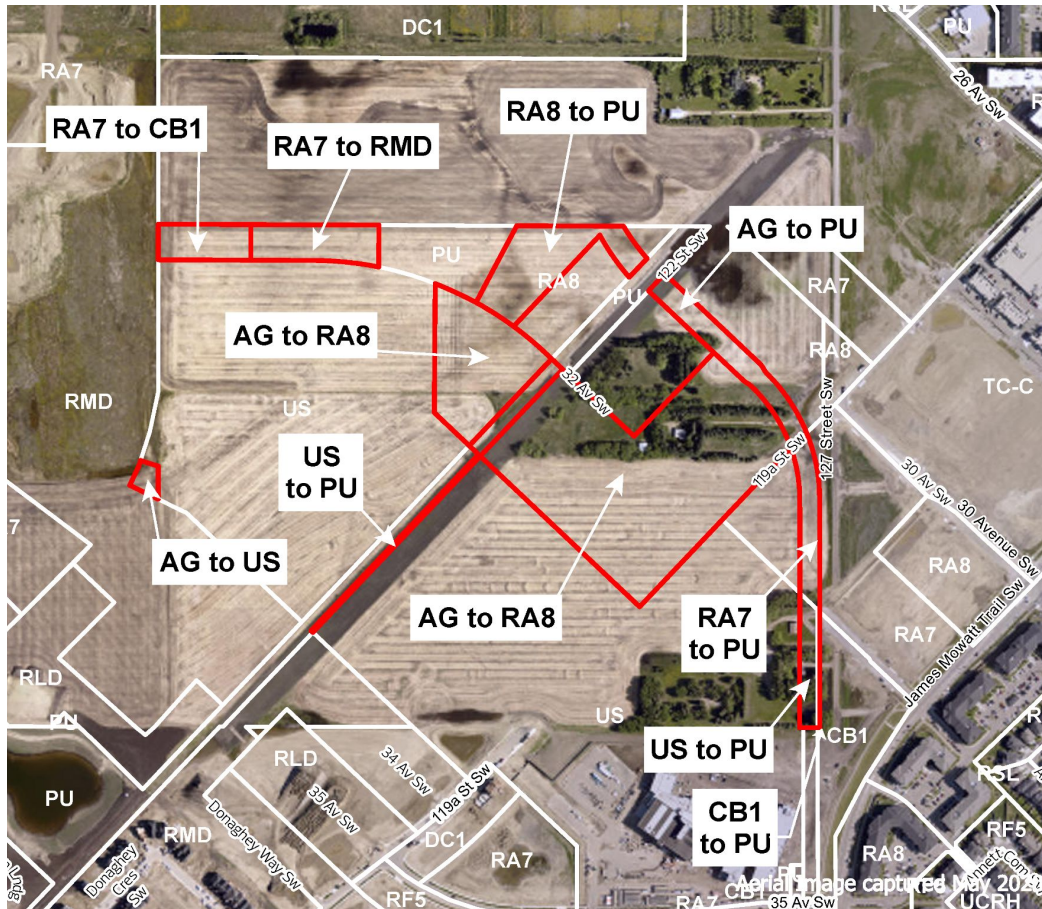 DC1
RSL
PU
RA7
26 Av Sw
RA7 to CB1
RA7 to RMD
RA8 to PU
AG to PU
PU
RA8
122 St Sw
PU
RA7
AG to RA8
32 Av Sw
RA8
TC-C
RMD
US
127 Street Sw
US
to PU
119a St Sw
30 Av Sw
30 Avenue Sw
7
AG to US
AG to RA8
RA8
RA7
to PU
RA7
James Mowatt Trail Sw
RLD
PU
US
US to PU
CB1
RLD
34 Av Sw
RSL
PU
35 Av Sw
119a St Sw
CB1
to PU
RMD
DC1
RF5
Donaghey Way Sw
RA7
RA8
Donaghey
Cres
Sw
RF5
RA7
35 Av Sw
UCRH
Aerial image captured May 202